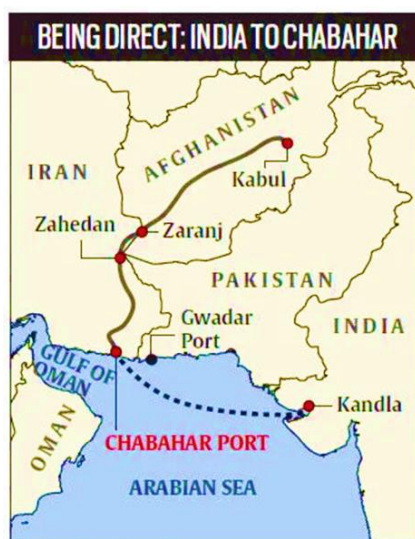 BEING DIRECT: INDIA TO CHABAHAR
AFGHANISTAN
IRAN
Kabul
Zahedan
Zaranj
PAKISTAN
Gwadar
Port
INDIA
GULF OF
OMAN
Kandla
OMAN
CHABAHAR PORT
ARABIAN SEA